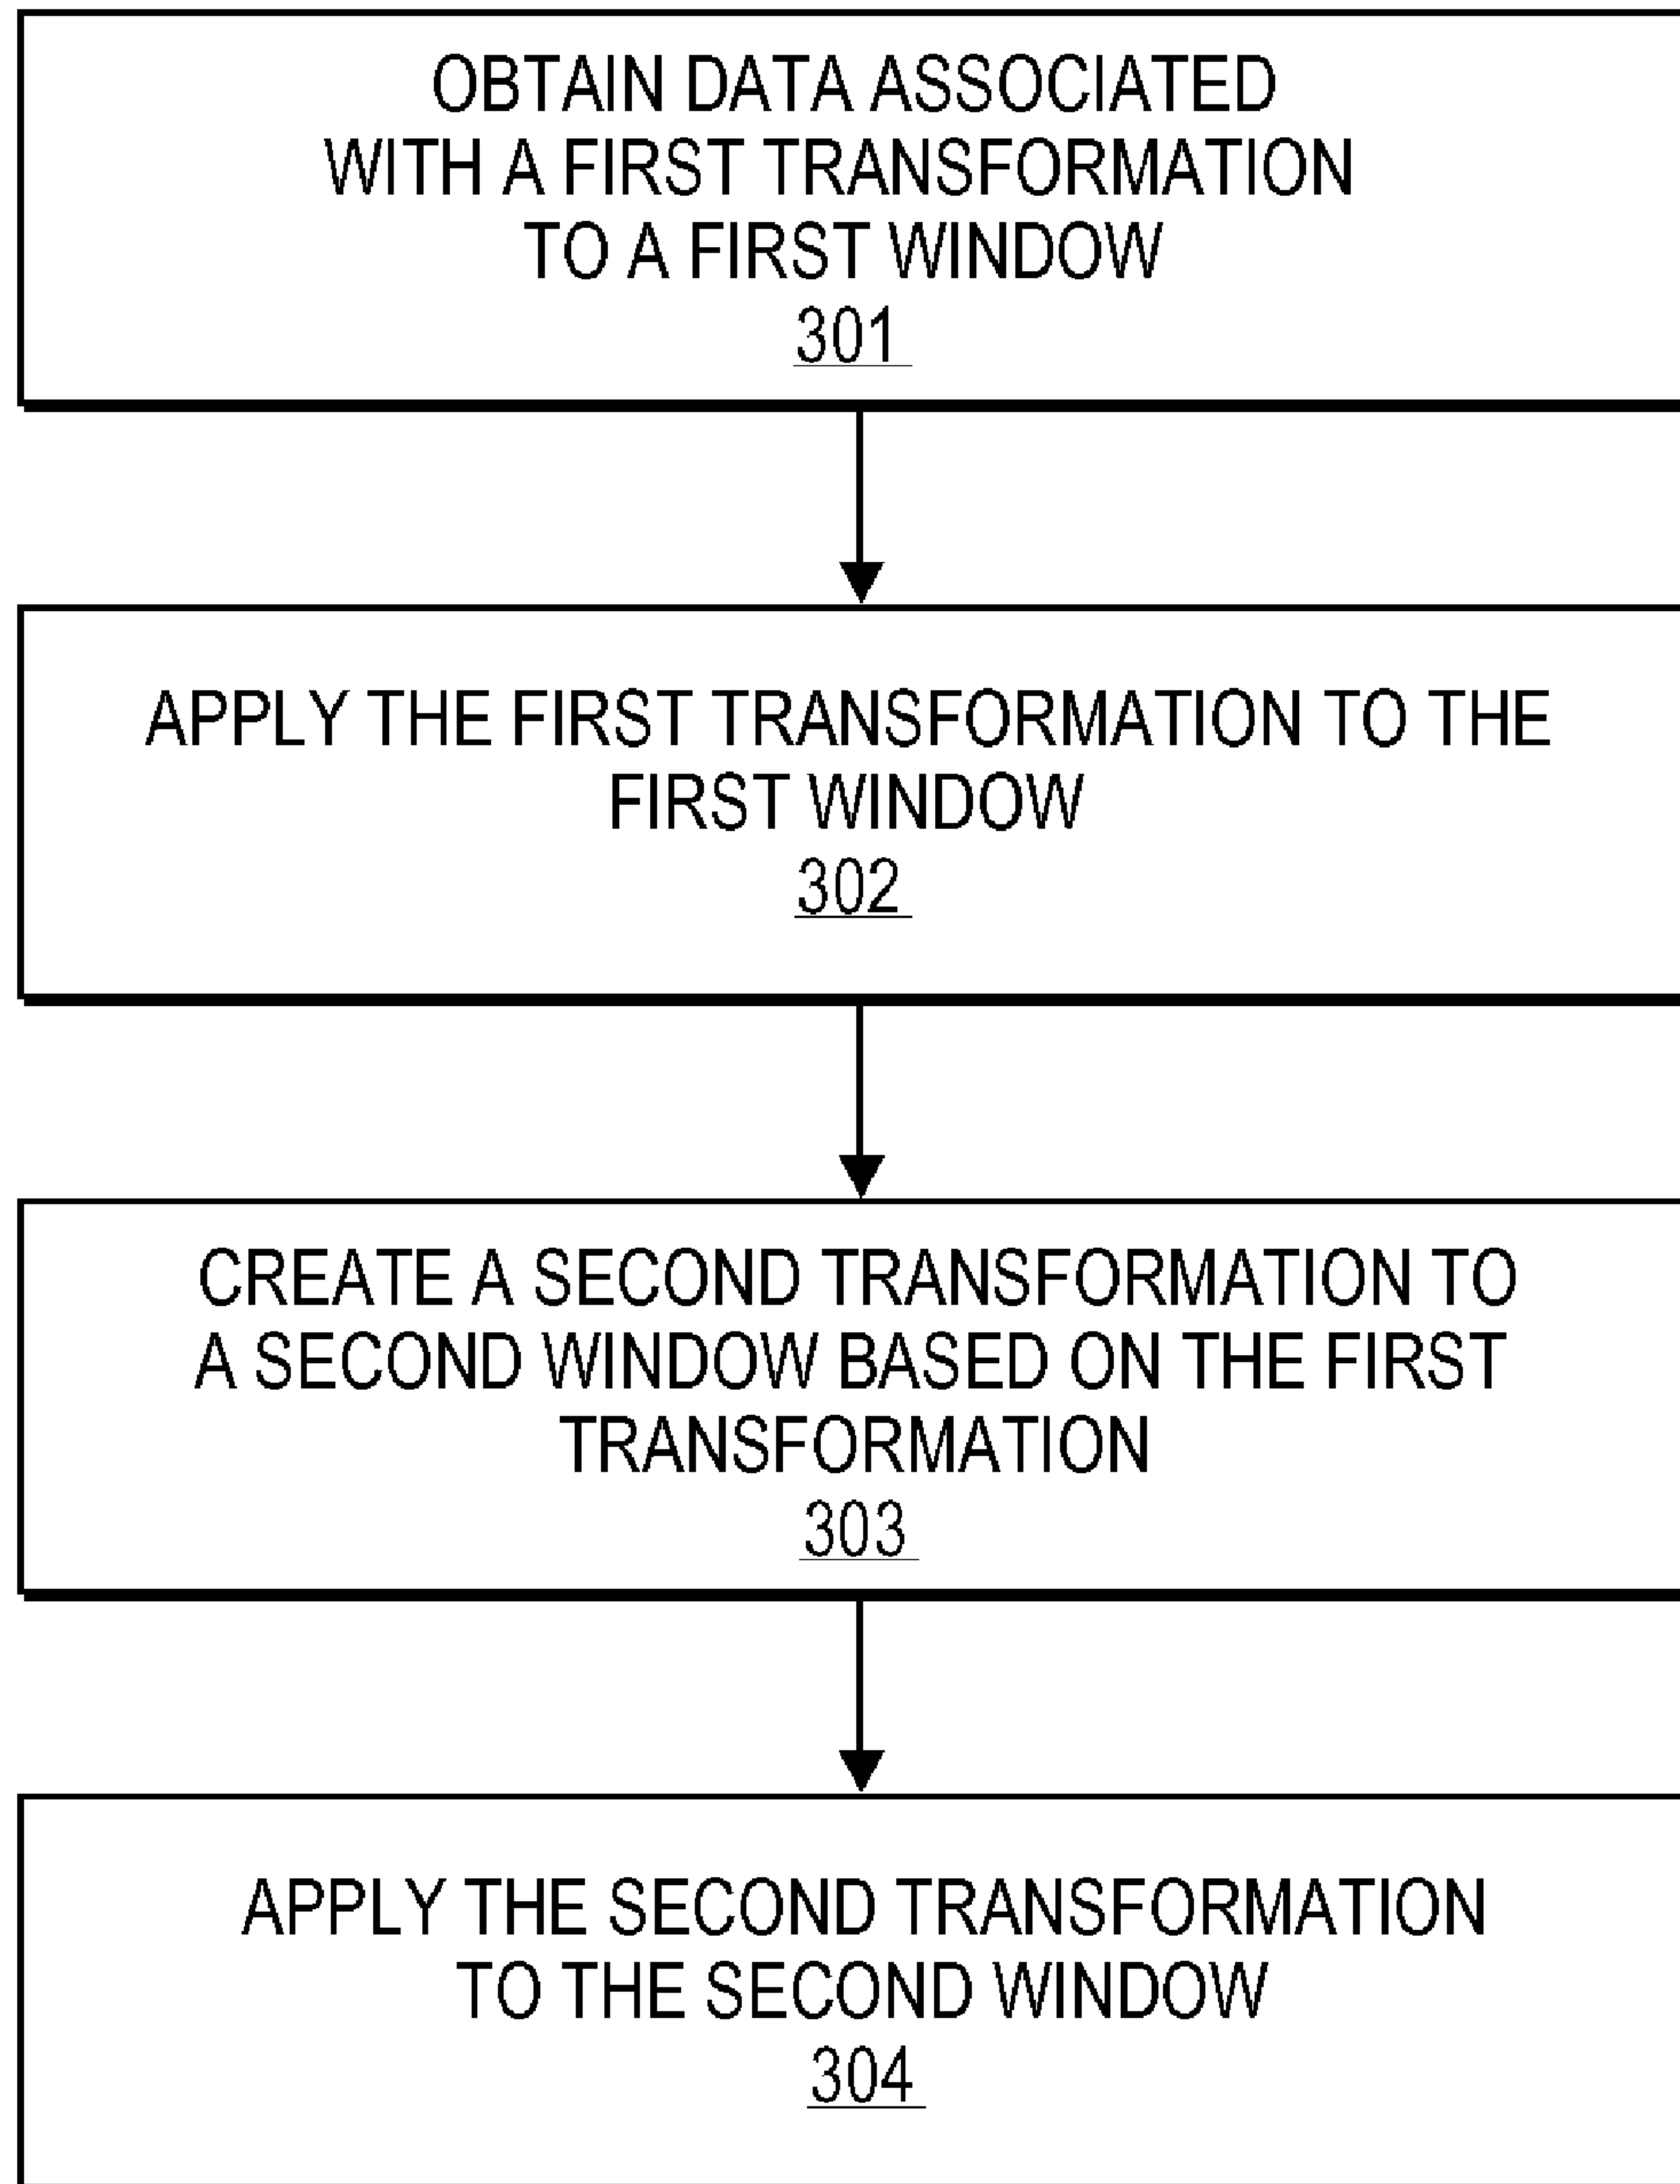 OBTAIN DATA ASSOCIATED
WITH A FIRST TRANSFORMATION
TO A FIRST WINDOW
301
APPLY THE FIRST TRANSFORMATION TO THE
FIRST WINDOW
302
CREATE A SECOND TRANSFORMATION TO
A SECOND WINDOW BASED ON THE FIRST
TRANSFORMATION
303
APPLY THE SECOND TRANSFORMATION
TO THE SECOND WINDOW
304